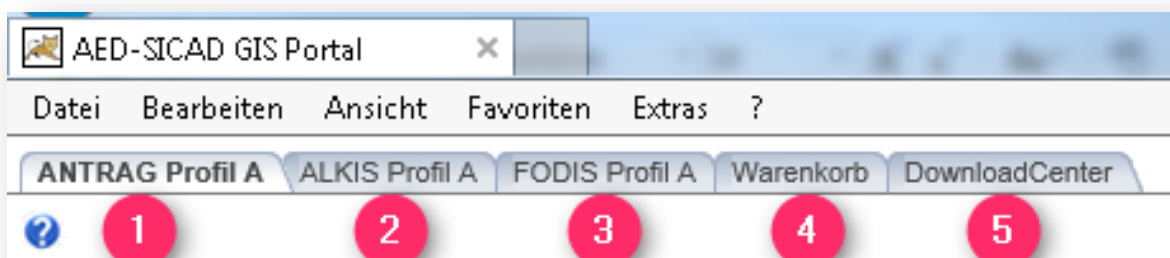 AED-SICAD GIS Portal
Datei Bearbeiten Ansicht Favoriten Extras ?
ANTRAG Profil A ALKIS Profil A FODIS Profil A Warenkorb DownloadCenter
? 1 2 3 4 5